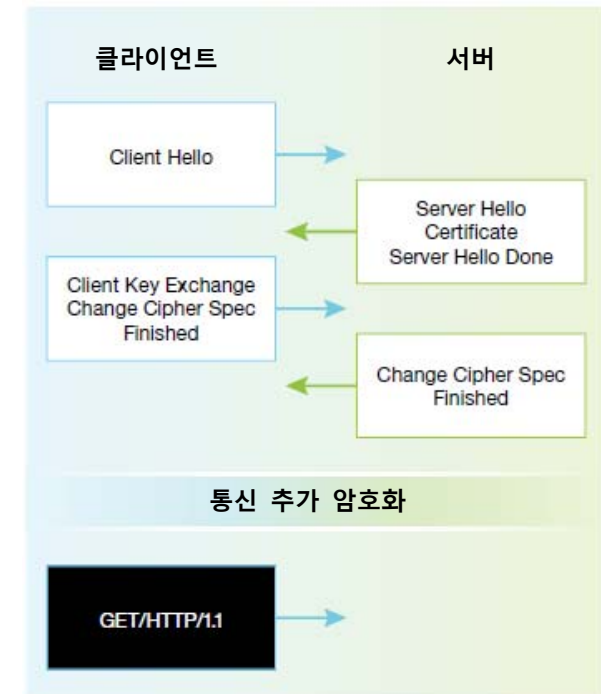 클라이언트
서버
Client Hello
Server Hello
Certificate
Server Hello Done
Client Key Exchange
Change Cipher Spec
Finished
Change Cipher Spec
Finished
통신 추가 암호화
GET/HTTP/1.1